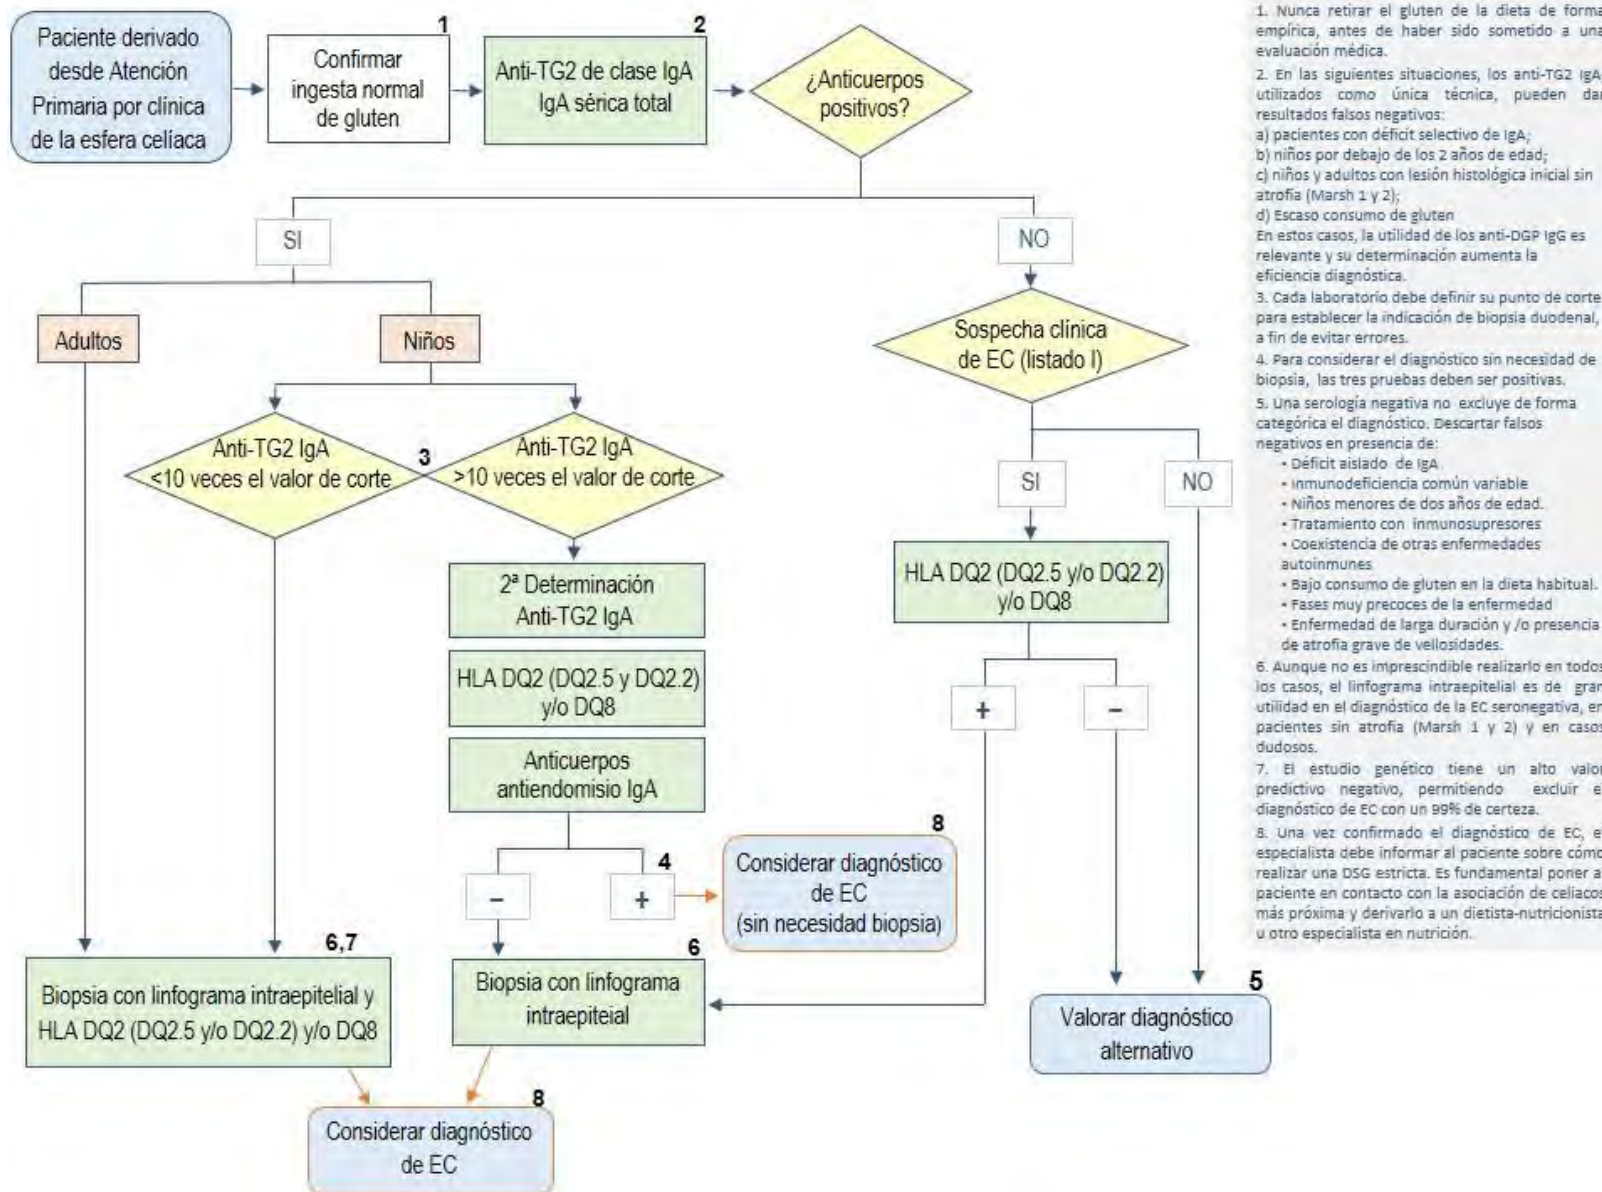 Paciente derivado
desde Atención
Primaria por clínica
de la esfera celíaca
1
Confirmar
ingesta normal
de gluten
2
Anti-TG2 de clase IgA
IgA sérica total
¿Anticuerpos
positivos?
SI
NO
Adultos
Niños
Sospecha clínica
de EC (listado I)
Anti-TG2 IgA
<10 veces el valor de corte
3
Anti-TG2 IgA
>10 veces el valor de corte
SI
NO
2ª Determinación
Anti-TG2 IgA
HLA DQ2 (DQ2.5 y DQ2.2)
y/o DQ8
Anticuerpos
antiendomisio IgA
HLA DQ2 (DQ2.5 y/o DQ2.2)
y/o DQ8
+
−
−
4
+
8
Considerar diagnóstico
de EC
(sin necesidad biopsia)
6,7
Biopsia con linfograma intraepitelial y
HLA DQ2 (DQ2.5 y/o DQ2.2) y/o DQ8
6
Biopsia con linfograma
intraepiteial
5
Valorar diagnóstico
alternativo
8
Considerar diagnóstico
de EC
1. Nunca retirar el gluten de la dieta de forma
empírica, antes de haber sido sometido a una
evaluación médica.
2. En las siguientes situaciones, los anti-TG2 IgA
utilizados como única técnica, pueden dar
resultados falsos negativos:
a) pacientes con déficit selectivo de IgA;
b) niños por debajo de los 2 años de edad;
c) niños y adultos con lesión histológica inicial sin
atrofia (Marsh 1 y 2);
d) Escaso consumo de gluten
En estos casos, la utilidad de los anti-DGP IgG es
relevante y su determinación aumenta la
eficiencia diagnóstica.
3. Cada laboratorio debe definir su punto de corte
para establecer la indicación de biopsia duodenal,
a fin de evitar errores.
4. Para considerar el diagnóstico sin necesidad de
biopsia, las tres pruebas deben ser positivas.
5. Una serología negativa no excluye de forma
categórica el diagnóstico. Descartar falsos
negativos en presencia de:
• Déficit aislado de IgA
• Inmunodeficiencia común variable
• Niños menores de dos años de edad.
• Tratamiento con inmunosupresores
• Coexistencia de otras enfermedades
autoinmunes
• Bajo consumo de gluten en la dieta habitual.
• Fases muy precoces de la enfermedad
• Enfermedad de larga duración y /o presencia
de atrofia grave de vellosidades.
6. Aunque no es imprescindible realizarlo en todos
los casos, el linfograma intraepitelial es de gran
utilidad en el diagnóstico de la EC seronegativa, en
pacientes sin atrofia (Marsh 1 y 2) y en casos
dudosos.
7. El estudio genético tiene un alto valor
predictivo negativo, permitiendo excluir el
diagnóstico de EC con un 99% de certeza.
8. Una vez confirmado el diagnóstico de EC, el
especialista debe informar al paciente sobre cómo
realizar una DSG estricta. Es fundamental poner al
paciente en contacto con la asociación de celiacos
más próxima y derivarlo a un dietista-nutricionista
u otro especialista en nutrición.